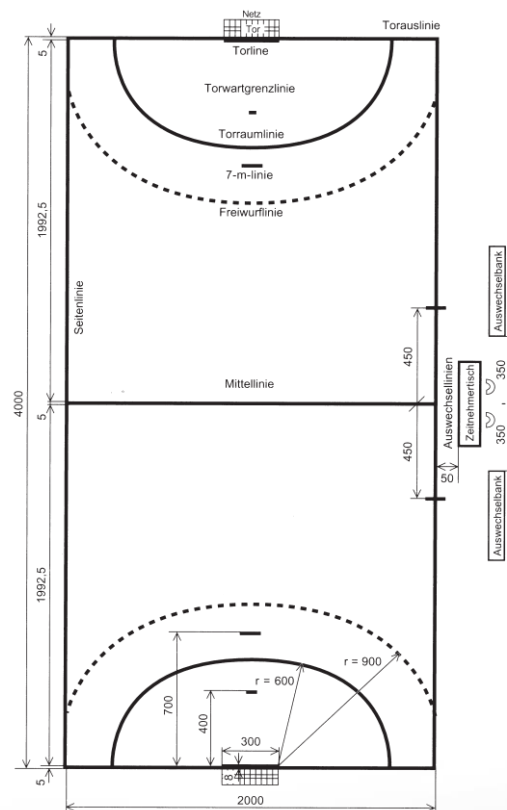 Netz
Torauslinie
Tor
Torline
5
Torwartgrenzlinie
Torraumlinie
7-m-linie
Freiwurflinie
1992,5
Seitenlinie
Auswechselbank
450
Auswechsellinien
Zeitnehmertisch
350
350
Mittellinie
4000
5
450
50
Auswechselbank
1992,5
r = 900
r = 600
700
400
300
8
5
2000